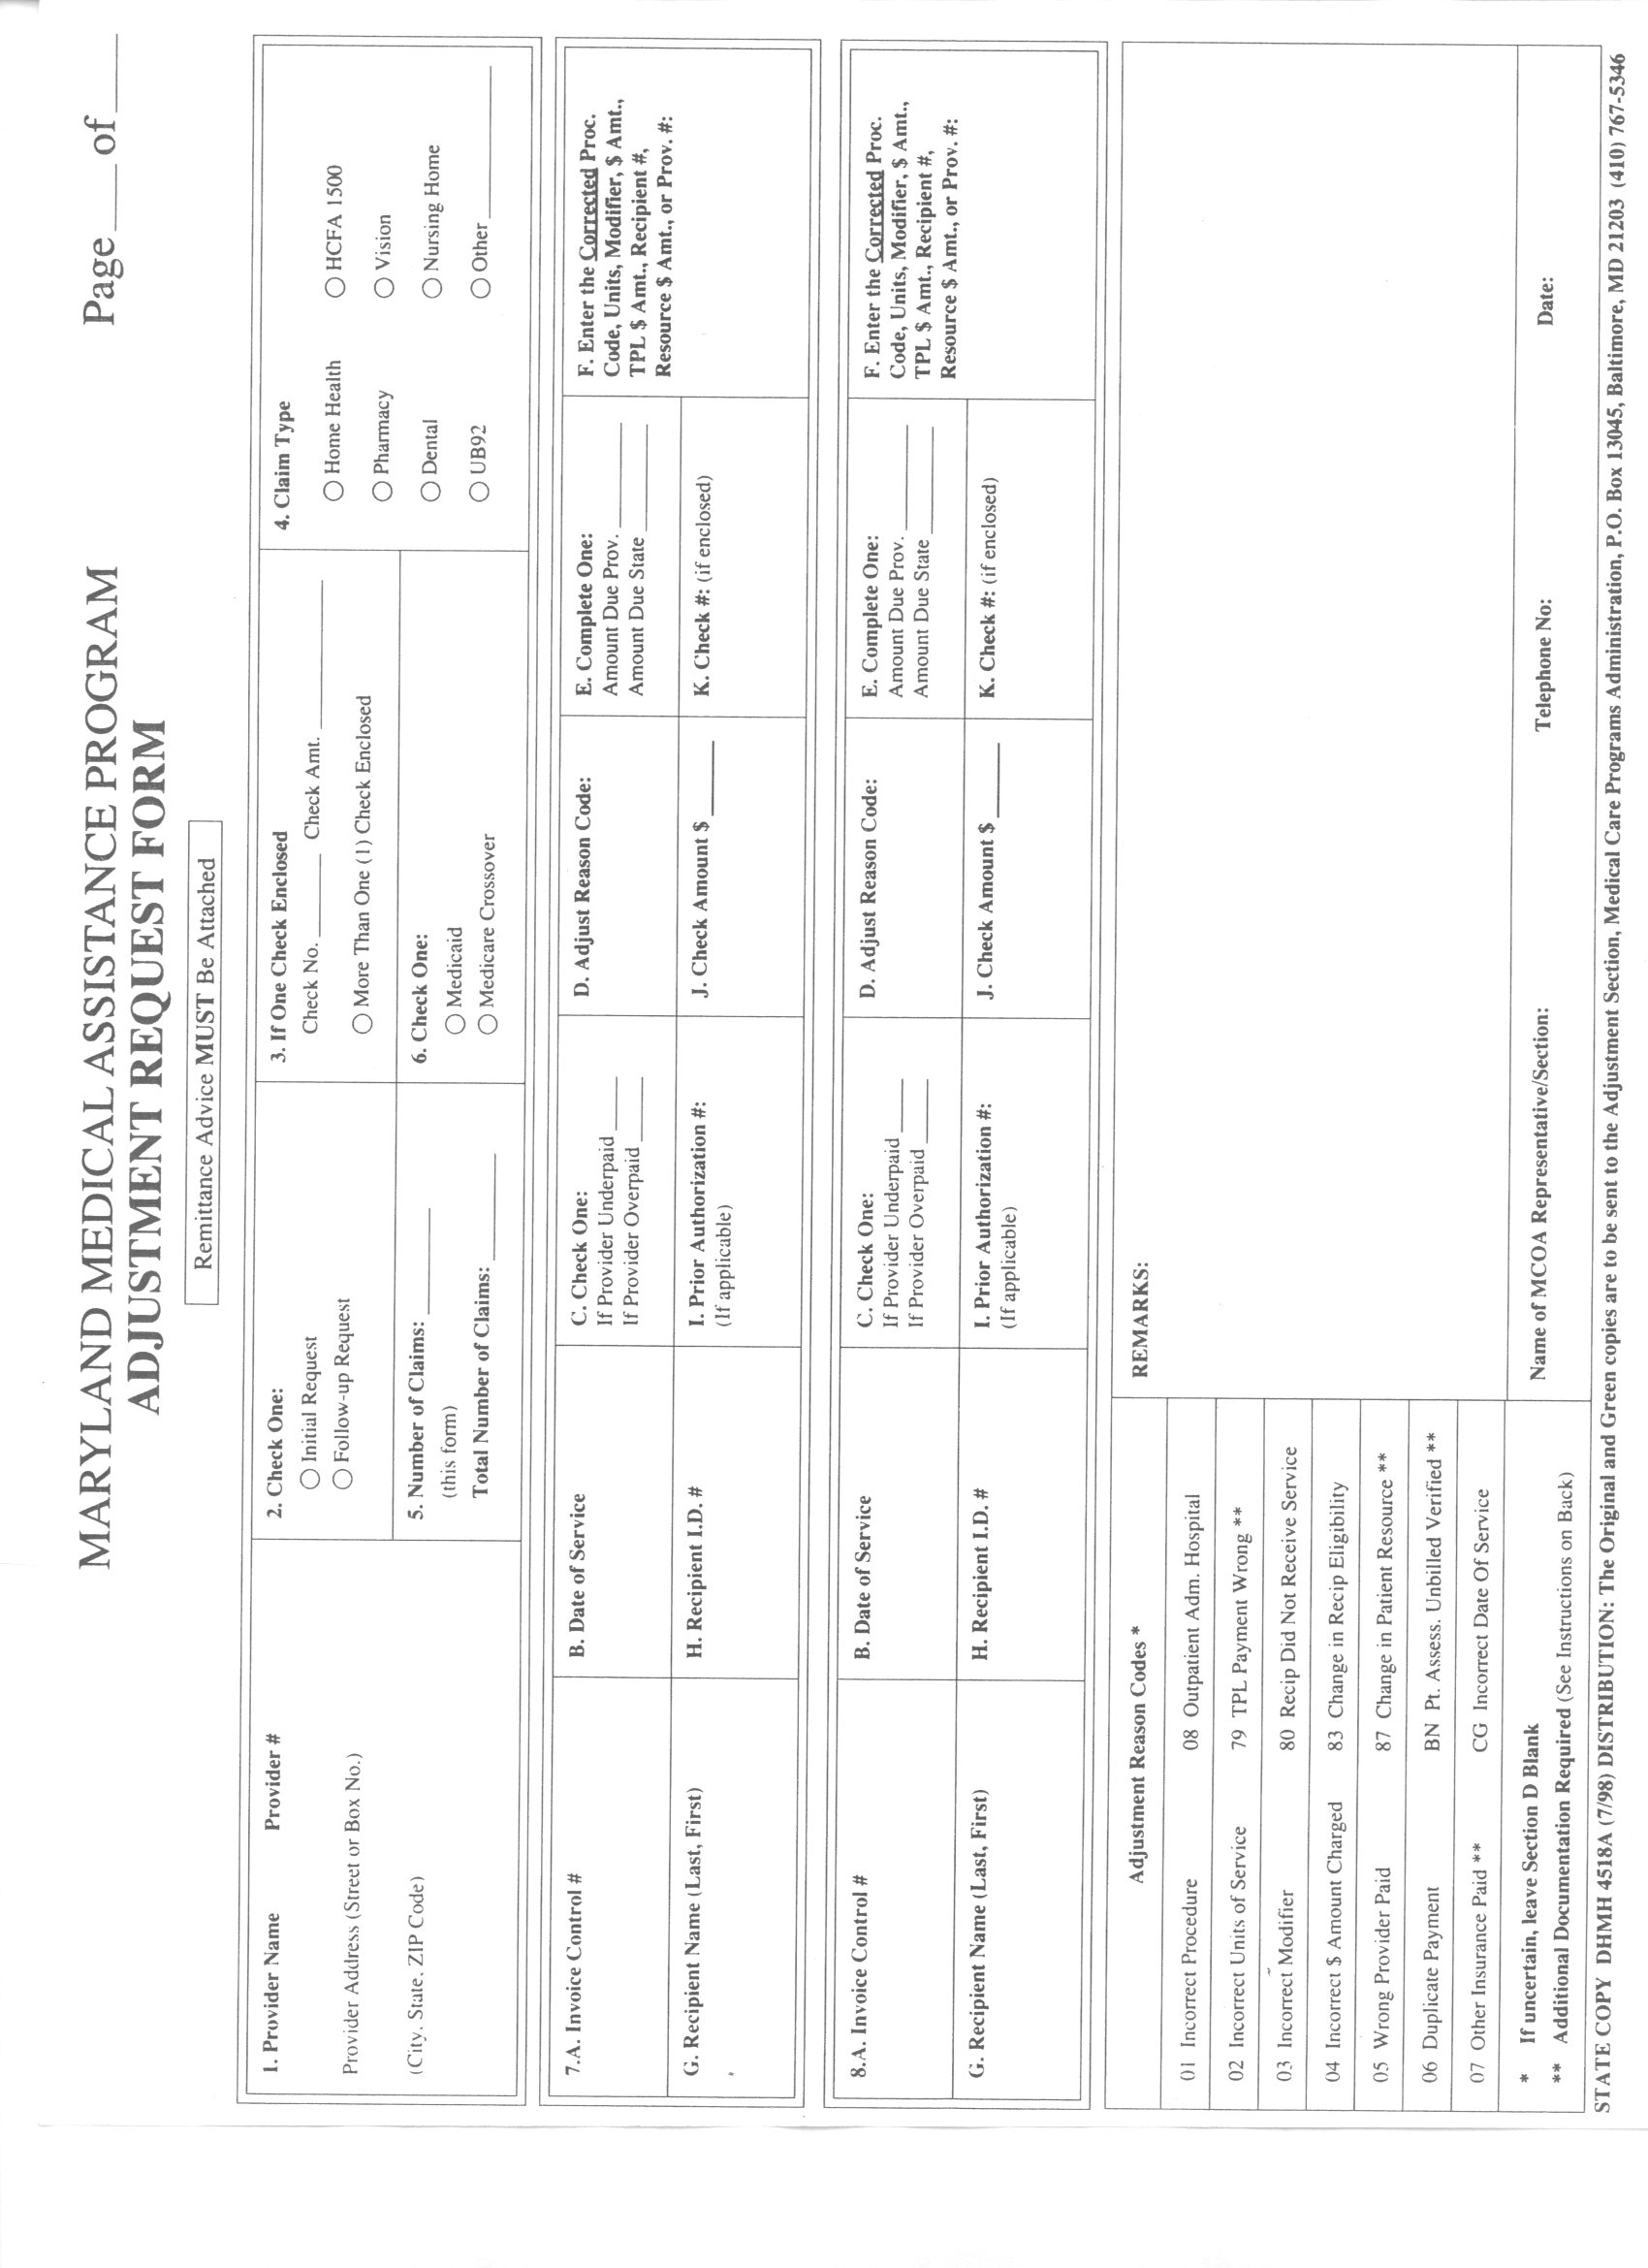 MARYLAND MEDICAL ASSISTANCE PROGRAM Page____of____
ADJUSTMENT REQUEST FORM
Remittance Advice MUST Be Attached
1. Provider Name Provider #
Provider Address (Street or Box No.)
(City. State. ZIP Code)
2. Check One:
Initial Request
Follow-up Request
3. If One Check Enclosed
Check No. ______ Check Amt. ______
More Than One (1) Check Enclosed
4. Claim Type
Home Health HCFA 1500
Pharmacy Vision
Dental Nursing Home
UB92 Other______
5. Number of Claims: ______
(this form)
Total Number of Claims: ______
6. Check One:
Medicaid
Medicare Crossover
7.A. Invoice Control #
B. Date of Service
C. Check One:
If Provider Underpaid ____
If Provider Overpaid ____
D. Adjust Reason Code:
E. Complete One:
Amount Due Prov. ______
Amount Due State ______
F. Enter the Corrected Proc.
Code, Units, Modifier, $ Amt.,
TPL $ Amt., Recipient #,
Resource $ Amt., or Prov. #:
G. Recipient Name (Last, First)
H. Recipient I.D. #
I. Prior Authorization #:
(If applicable)
J. Check Amount $ ____
K. Check #: (if enclosed)
8.A. Invoice Control #
B. Date of Service
C. Check One:
If Provider Underpaid ____
If Provider Overpaid ____
D. Adjust Reason Code:
E. Complete One:
Amount Due Prov. ______
Amount Due State ______
F. Enter the Corrected Proc.
Code, Units, Modifier, $ Amt.,
TPL $ Amt., Recipient #,
Resource $ Amt., or Prov. #:
G. Recipient Name (Last, First)
H. Recipient I.D. #
I. Prior Authorization #:
(If applicable)
J. Check Amount $ ____
K. Check #: (if enclosed)
Adjustment Reason Codes *
01 Incorrect Procedure 08 Outpatient Adm. Hospital
02 Incorrect Units of Service 79 TPL Payment Wrong **
03 Incorrect Modifier 80 Recip Did Not Receive Service
04 Incorrect $ Amount Charged 83 Change in Recip Eligibility
05 Wrong Provider Paid 87 Change in Patient Resource **
06 Duplicate Payment BN Pt. Assess. Unbilled Verified **
07 Other Insurance Paid ** CG Incorrect Date Of Service
* If uncertain, leave Section D Blank
** Additional Documentation Required (See Instructions on Back)
REMARKS:
Name of MCOA Representative/Section: Telephone No: Date:
STATE COPY DHMH 4518A (7/98) DISTRIBUTION: The Original and Green copies are to be sent to the Adjustment Section, Medical Care Programs Administration, P.O. Box 13045, Baltimore, MD 21203 (410) 767-5346